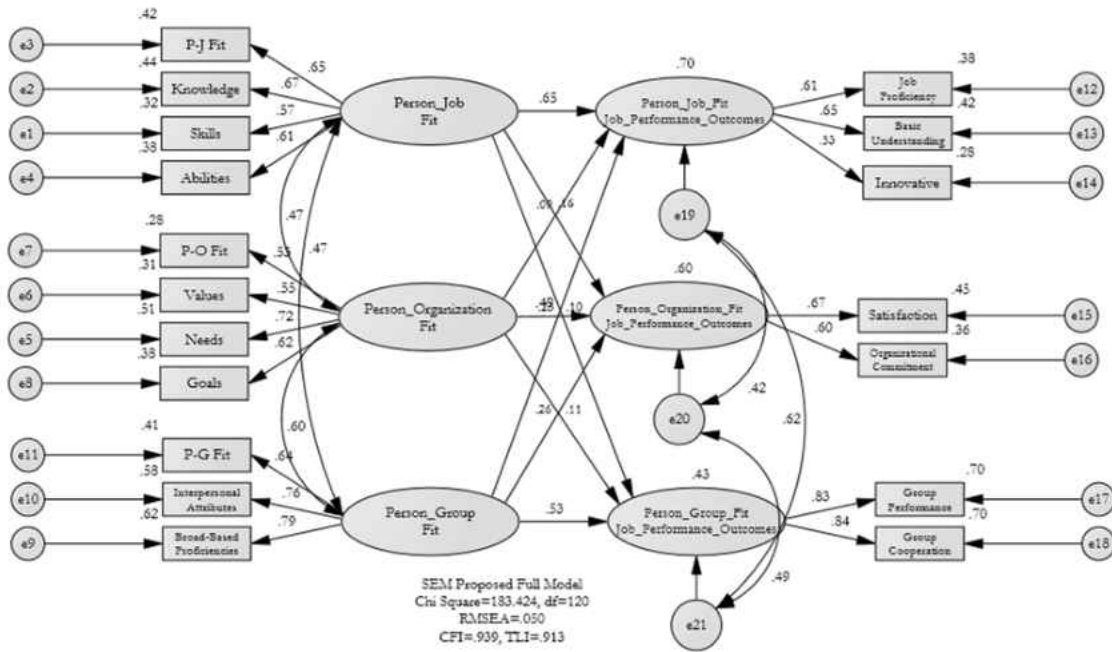 .42
e3
P-J Fit
.44
e2
Knowledge
.32
e1
Skills
.38
e4
Abilities
.65
.67
.57
.61
Person_Job
Fit
.47
.47
.28
e7
P-O Fit
.31
e6
Values
.51
e5
Needs
.38
e8
Goals
.55
.72
.62
Person_Organization
Fit
.60
.41
e11
P-G Fit
.58
e10
Interpersonal
Attributes
.62
e9
Broad-Based
Proficiencies
.64
.76
.79
Person_Group
Fit
.65
.16
.10
.26
.11
.53
.70
Person_Job_Fit
Job_Performance_Outcomes
e19
.60
Person_Organization_Fit
Job_Performance_Outcomes
e20
.43
Person_Group_Fit
Job_Performance_Outcomes
e21
.42
.62
.49
.61
.65
.38
Job
Proficiency
e12
.42
Basic
Understanding
e13
.28
Innovative
e14
.67
.60
.45
Satisfaction
e15
.36
Organizational
Commitment
e16
.83
.84
.70
Group
Performance
e17
.70
Group
Cooperation
e18
SEM Proposed Full Model
Chi Square=183.424, df=120
RMSEA=.050
CFI=.939, TLI=.913